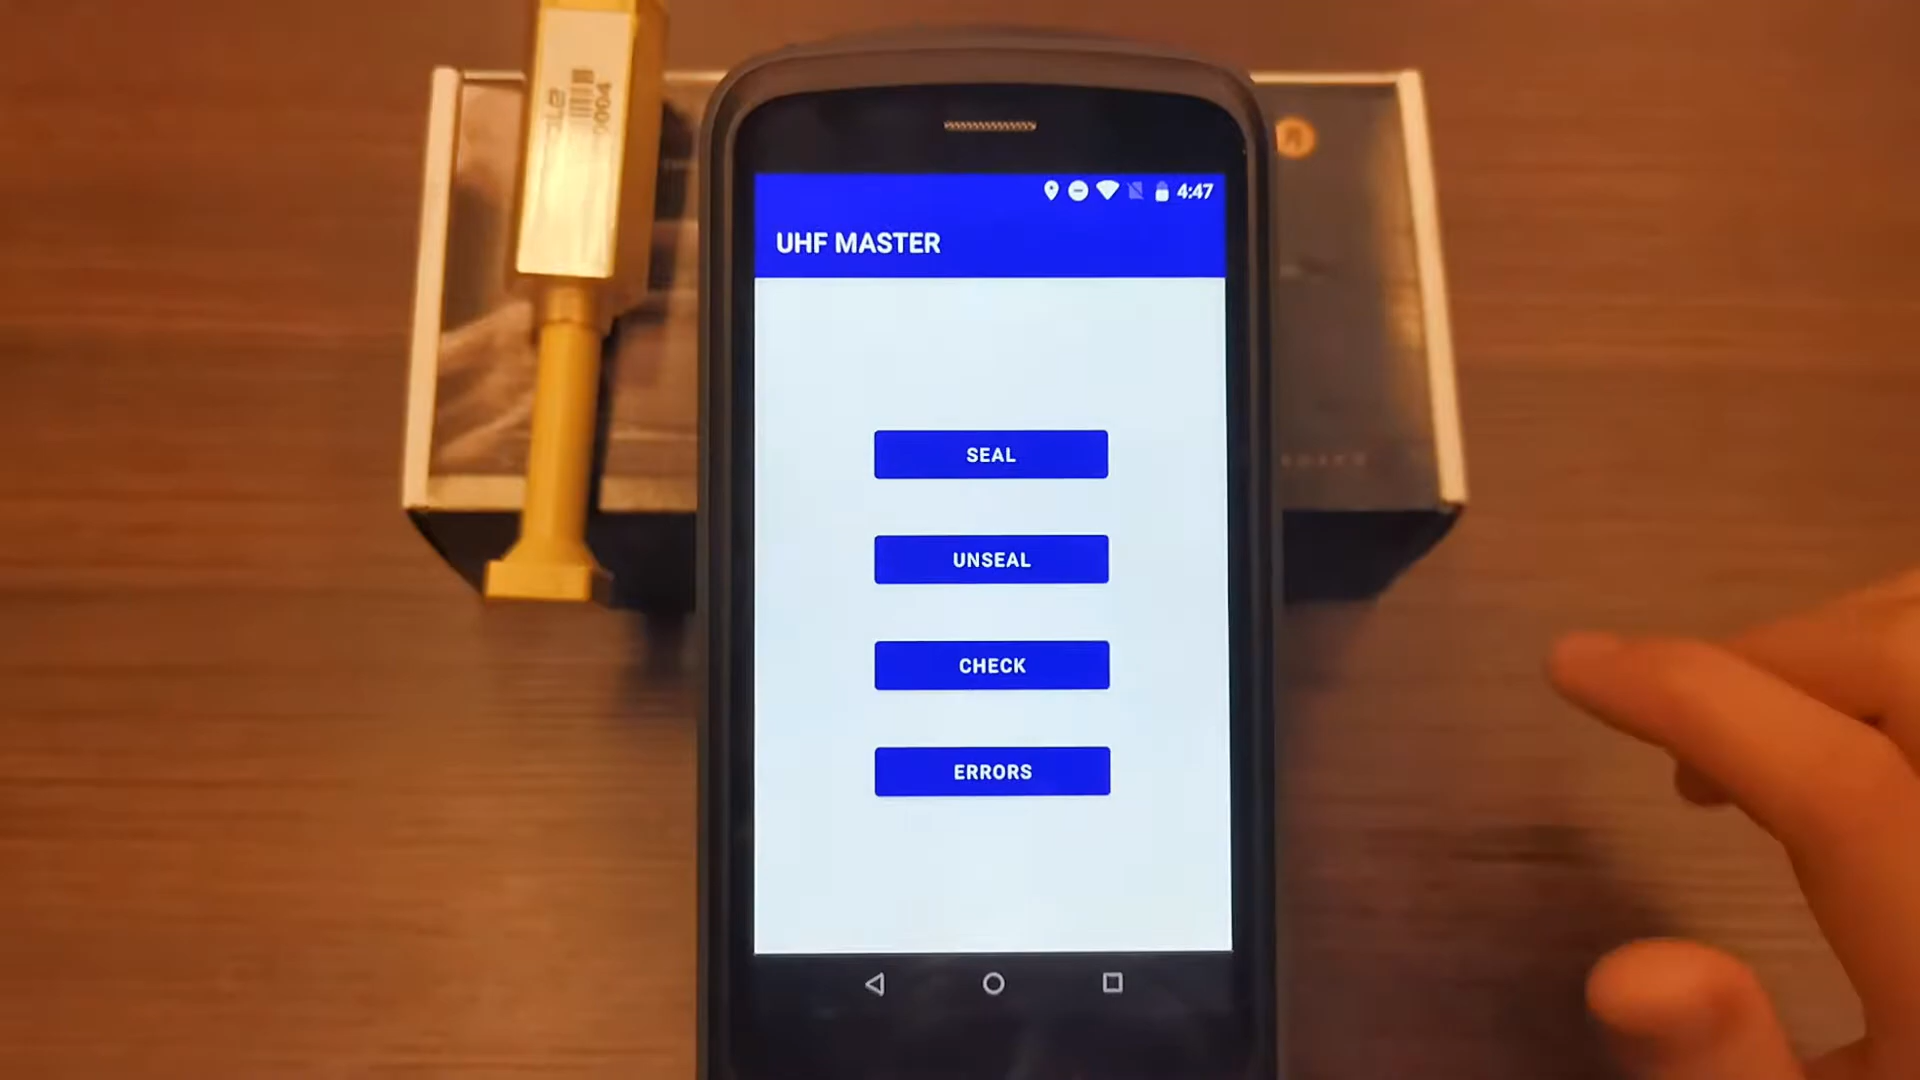 4:47
UHF MASTER
SEAL
UNSEAL
CHECK
ERRORS